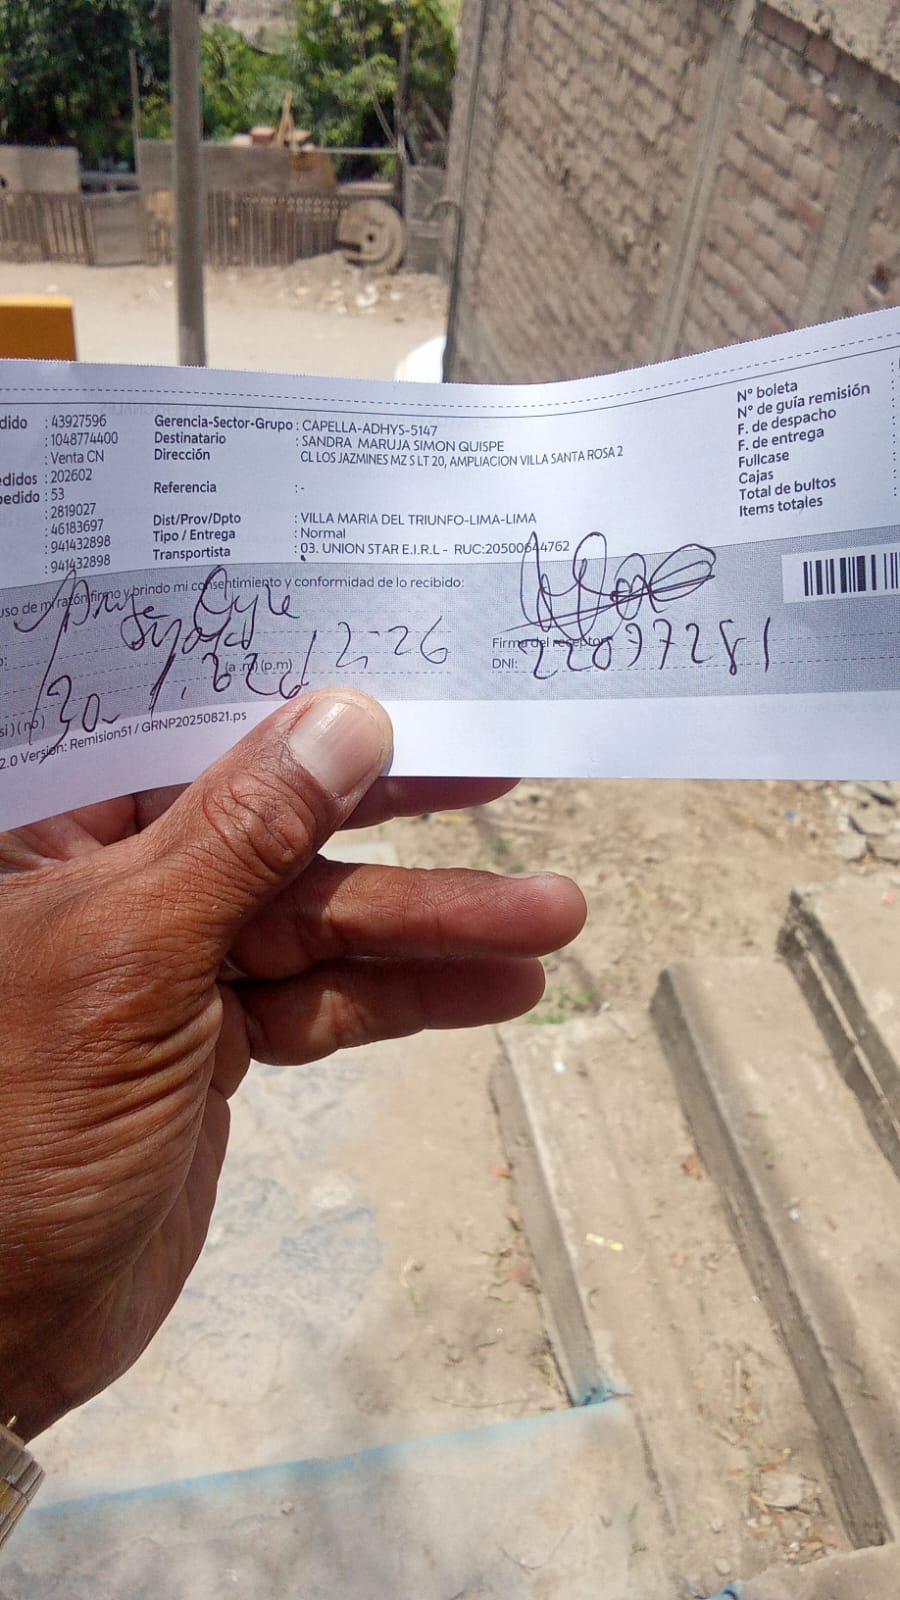 dido : 43927596
: 1048774400
: Venta CN
edidos : 202602
pedido : 53
: 2819027
: 46183697
: 941432898
: 941432898
Gerencia-Sector-Grupo : CAPELLA-ADHYS-5147
Destinatario : SANDRA MARUJA SIMON QUISPE
Dirección CL LOS JAZMINES MZ S LT 20, AMPLIACION VILLA SANTA ROSA 2
Referencia : -
Dist/Prov/Dpto : VILLA MARIA DEL TRIUNFO-LIMA-LIMA
Tipo / Entrega : Normal
Transportista : 03. UNION STAR E.I.R.L - RUC:20500644762
N° boleta
N° de guía remisión :
F. de despacho :
F. de entrega :
Fullcase :
Cajas :
Total de bultos :
Items totales :
uso de mi razón firmo y brindo mi consentimiento y conformidad de lo recibido:
(a .m) (p.m)
Firma del receptor
DNI: 22097281
si ) ( no )
2.0 Version: Remision51 / GRNP20250821.ps